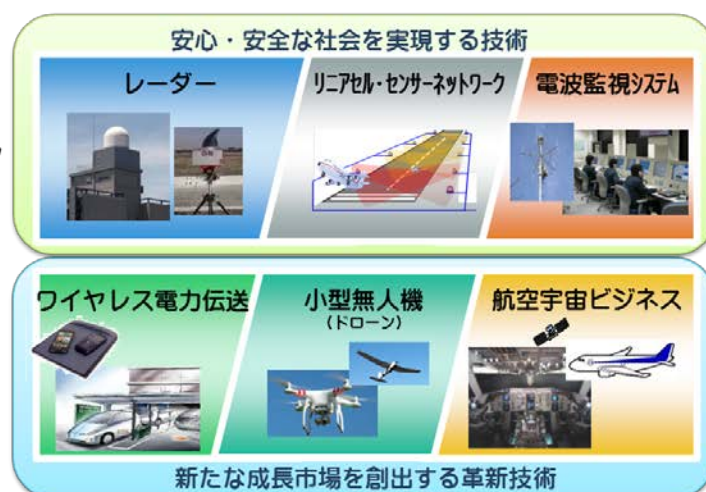 安心・安全な社会を実現する技術
レーダー
リニアセル・センサーネットワーク
電波監視システム
ワイヤレス電力伝送
小型無人機
（ドローン）
航空宇宙ビジネス
新たな成長市場を創出する革新技術